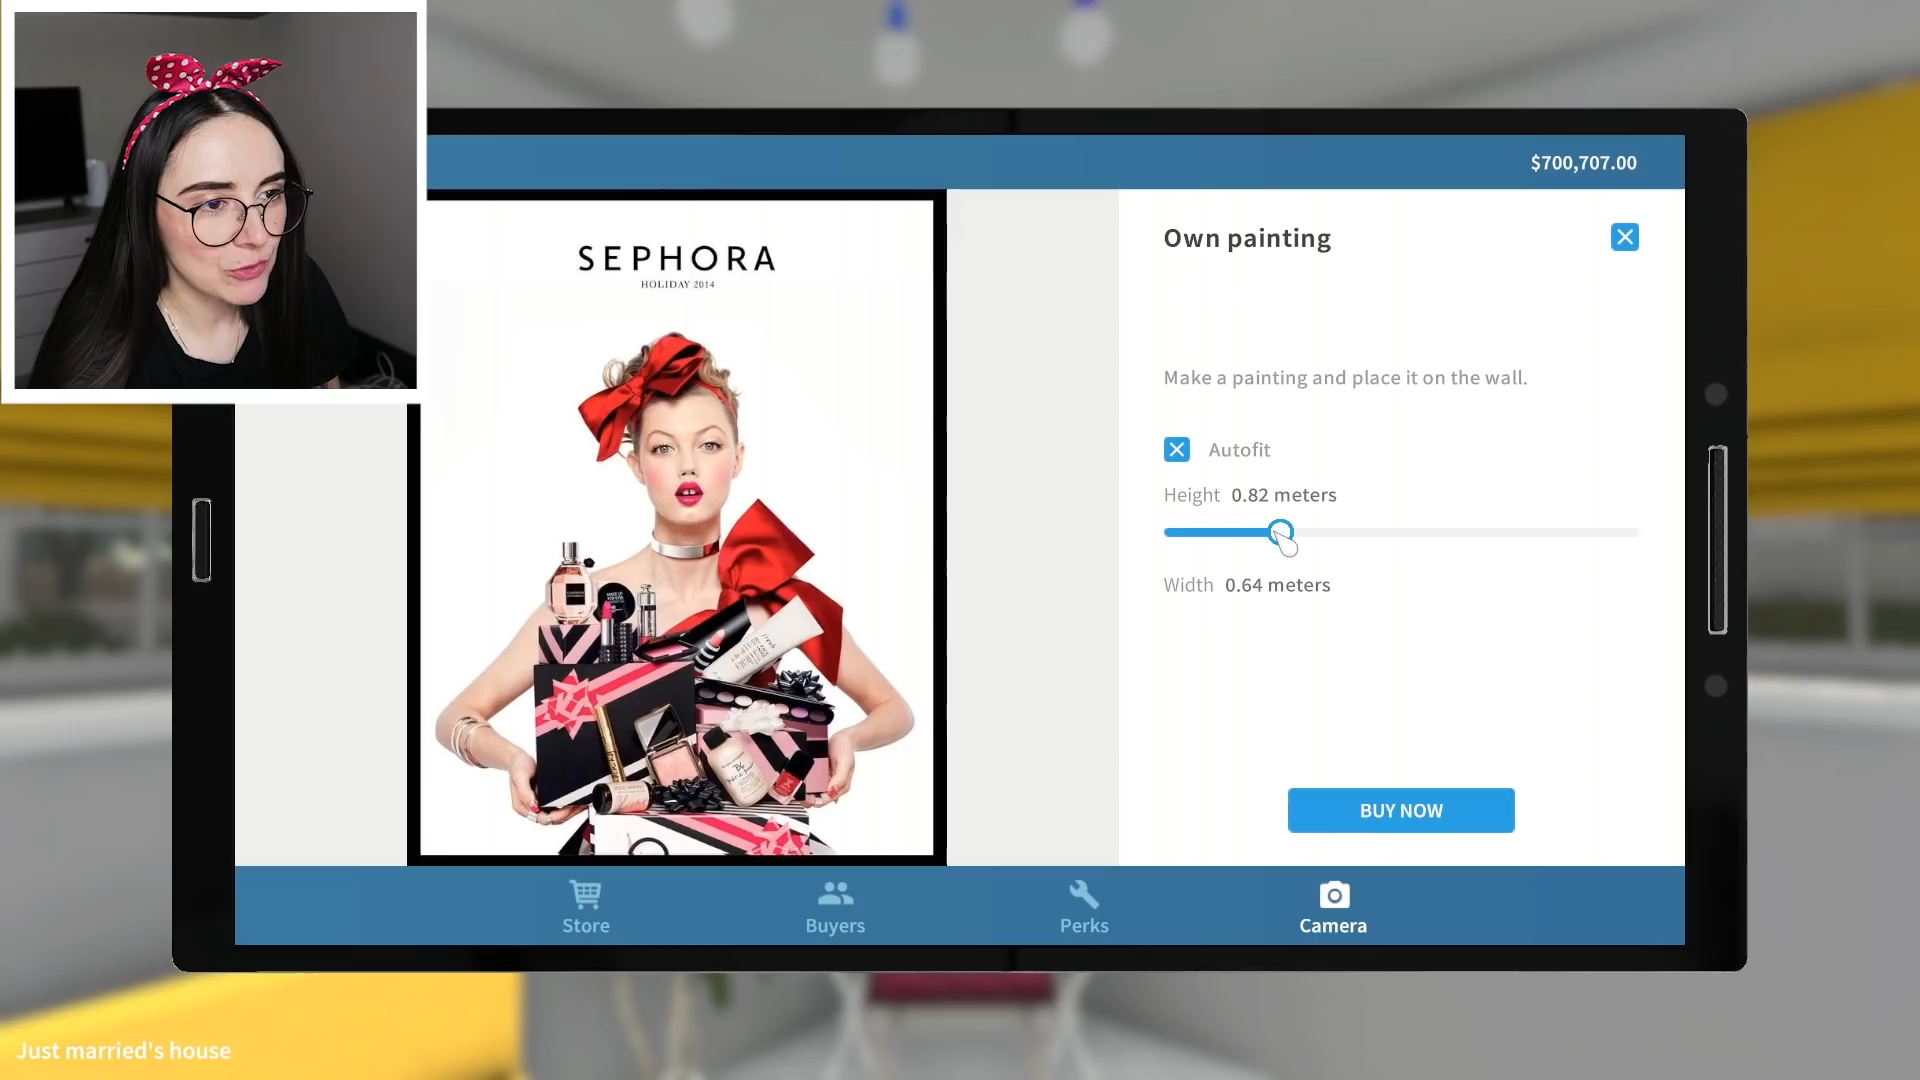 $700,707.00
SEPHORA
HOLIDAY 2014
Own painting
Make a painting and place it on the wall.
Autofit
Height 0.82 meters
Width 0.64 meters
BUY NOW
Store
Buyers
Perks
Camera
Just married's house